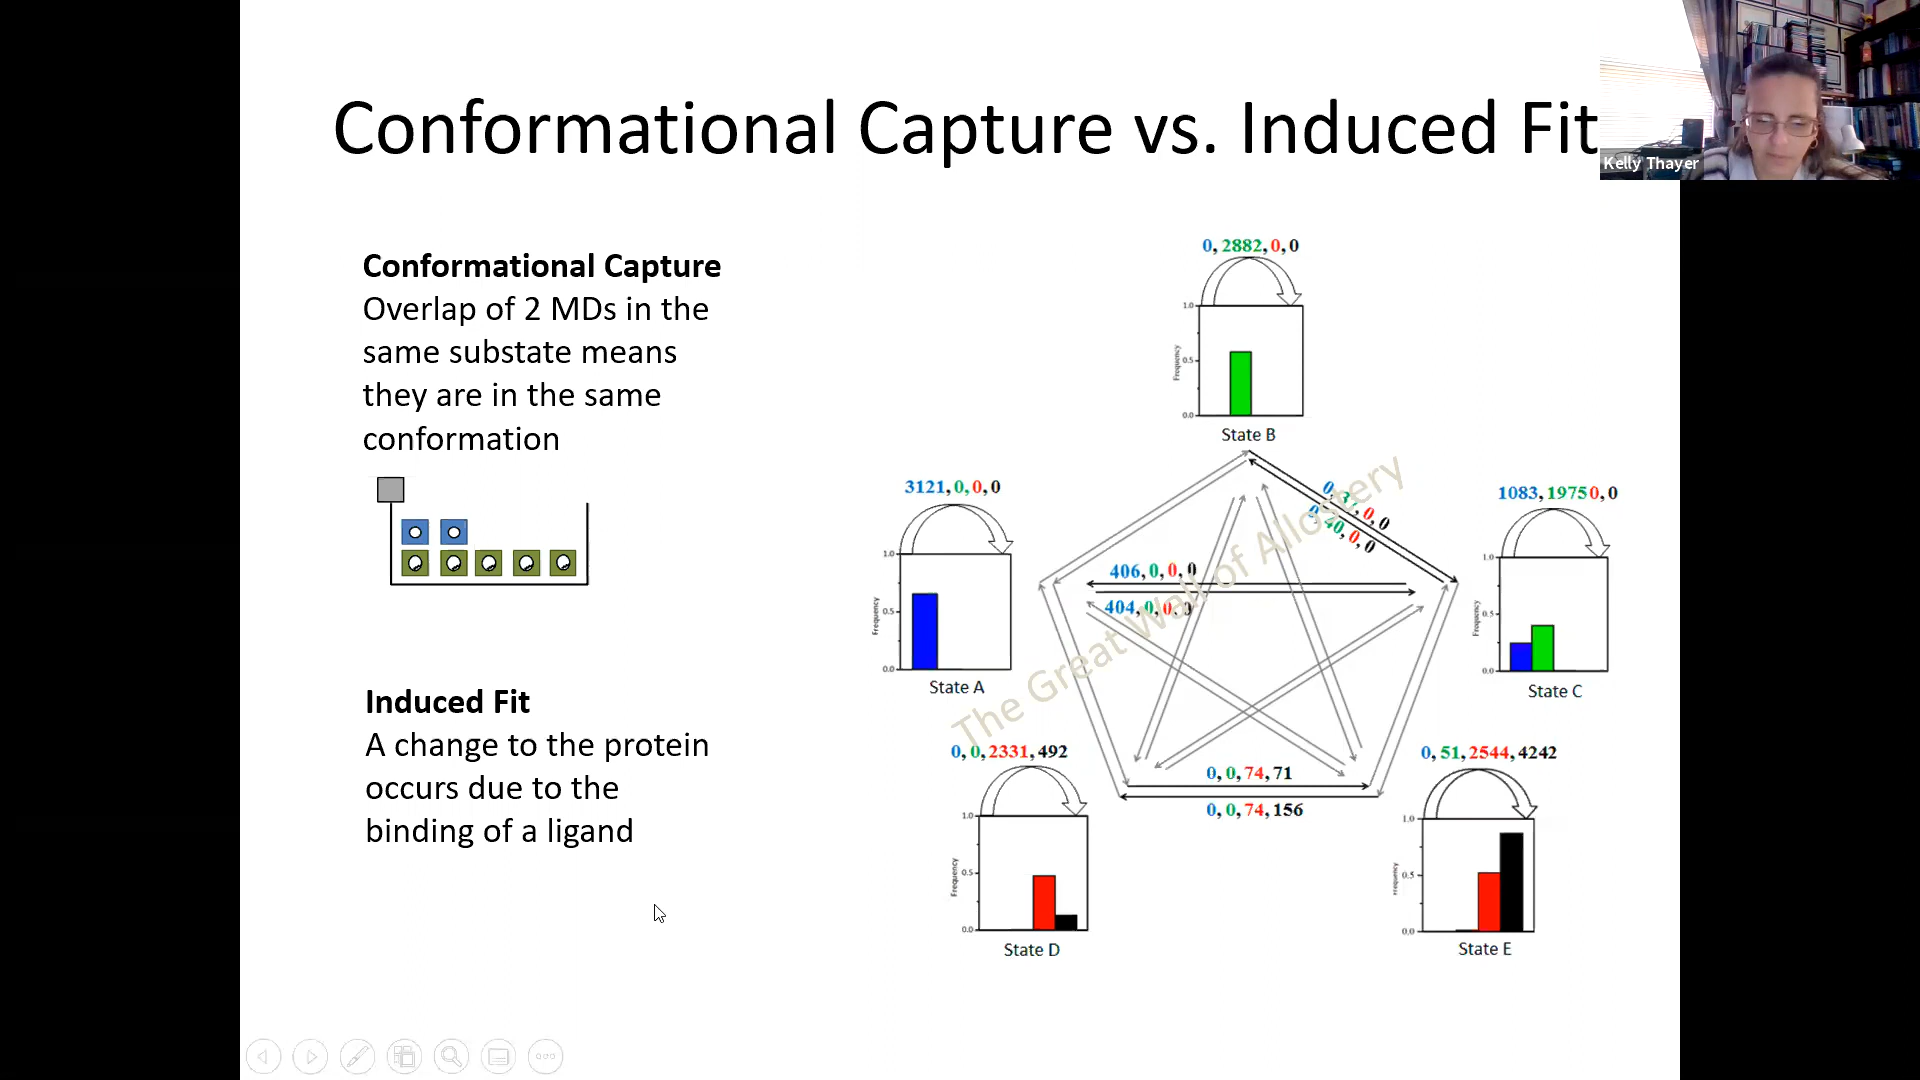 Conformational Capture vs. Induced Fit
Kelly Thayer
Conformational Capture
Overlap of 2 MDs in the
same substate means
they are in the same
conformation
Induced Fit
A change to the protein
occurs due to the
binding of a ligand
0, 2882, 0, 0
1.0
0.5
0.0
Frequency
State B
3121, 0, 0, 0
1.0
0.5
0.0
Frequency
State A
1083, 1975 0, 0
1.0
0.5
0.0
Frequency
State C
0, 40, 0, 0
406, 0, 0, 0
404, 0, 0, 0
The Great Wall of Allostery
0, 0, 2331, 492
1.0
0.5
0.0
Frequency
State D
0, 0, 74, 71
0, 0, 74, 156
0, 51, 2544, 4242
1.0
0.5
0.0
Frequency
State E